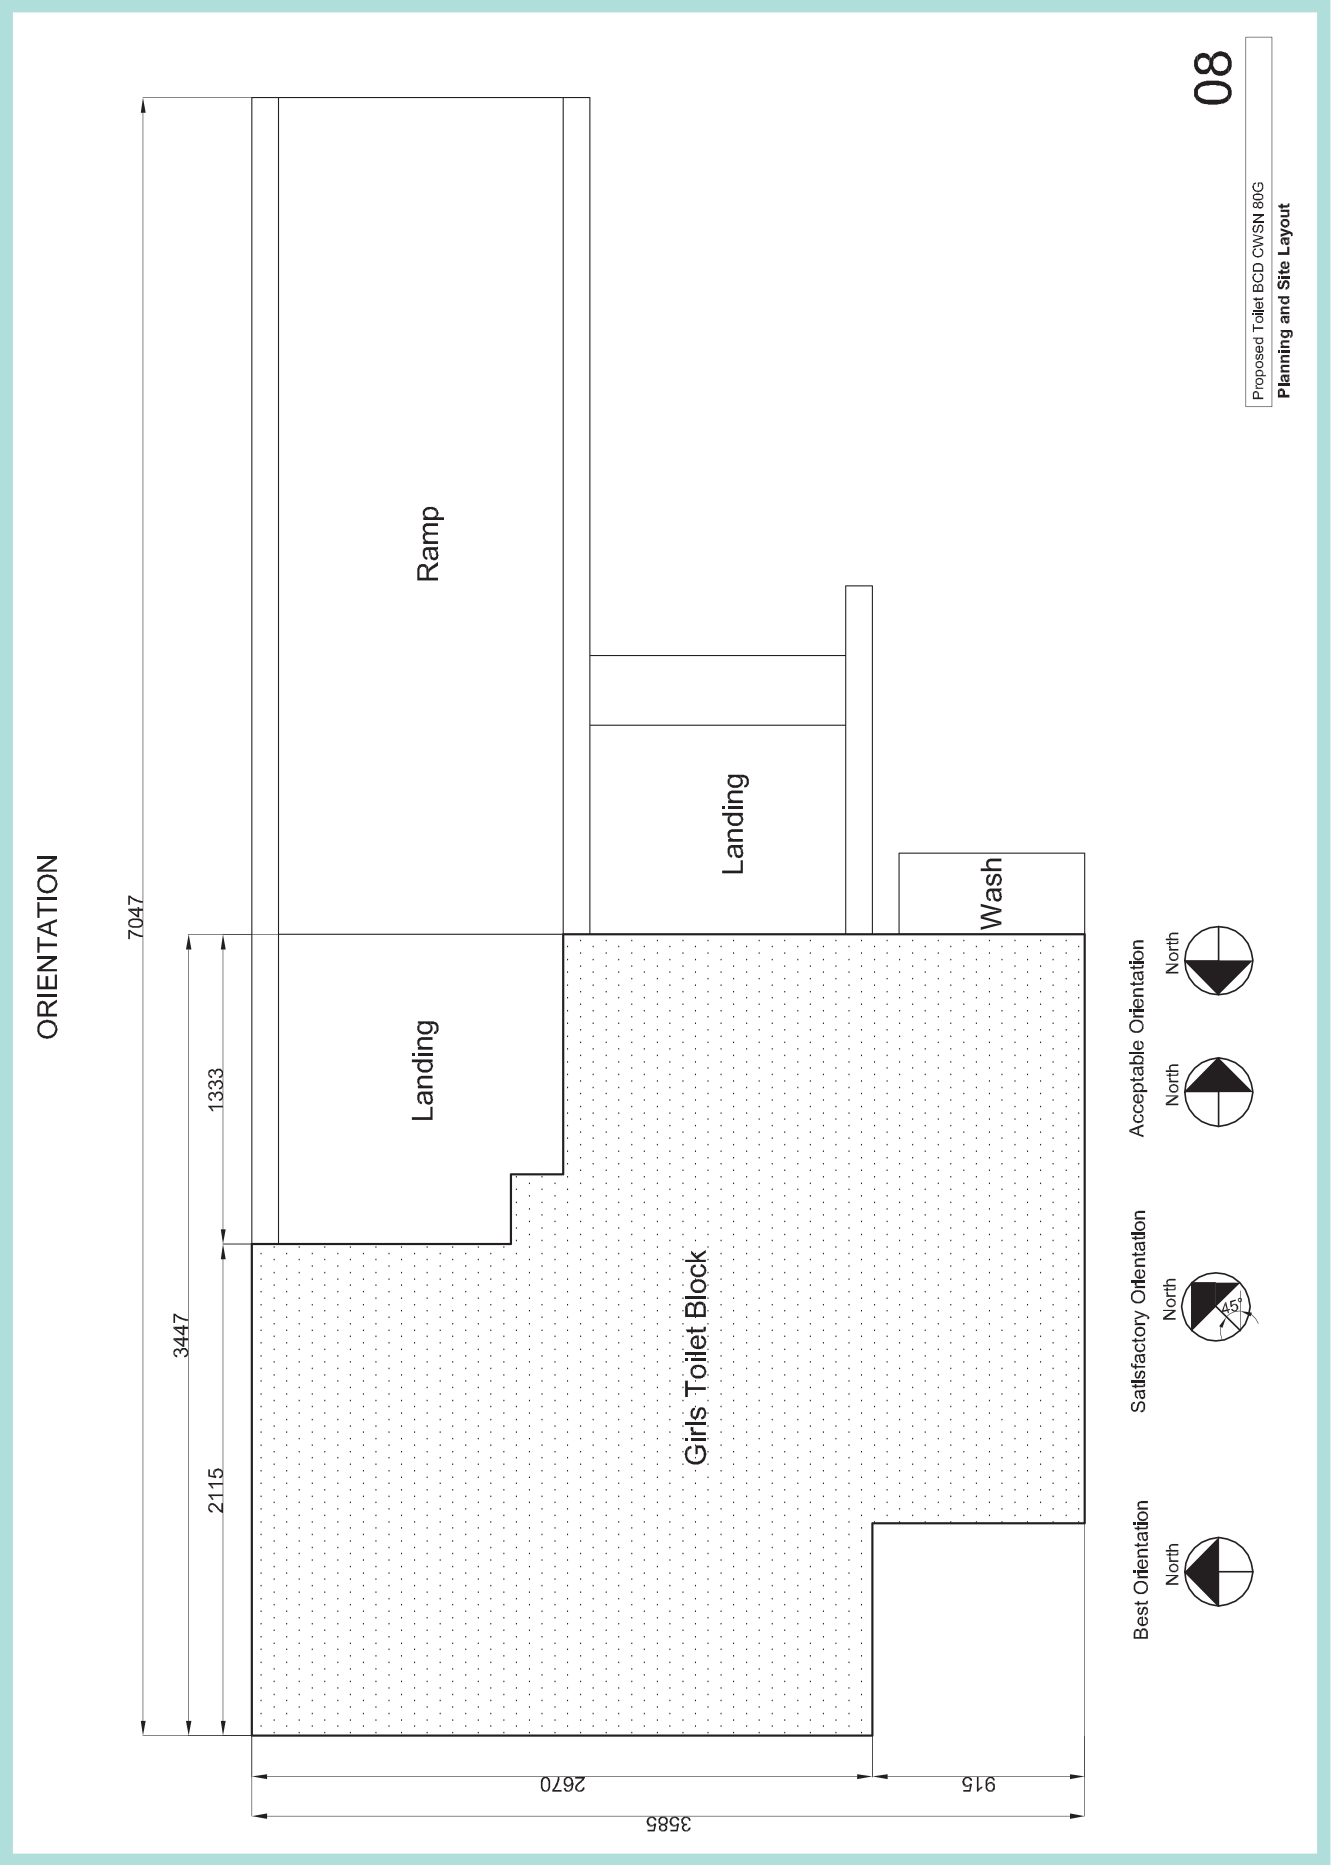 ORIENTATION
7047
3447
2115
1333
Ramp
Landing
Landing
Wash
Girls Toilet Block
2670
915
3585
Best Orientation
North
Satisfactory Orientation
North
45°
Acceptable Orientation
North
North
08
Proposed Toilet BCD CWSN 80G
Planning and Site Layout